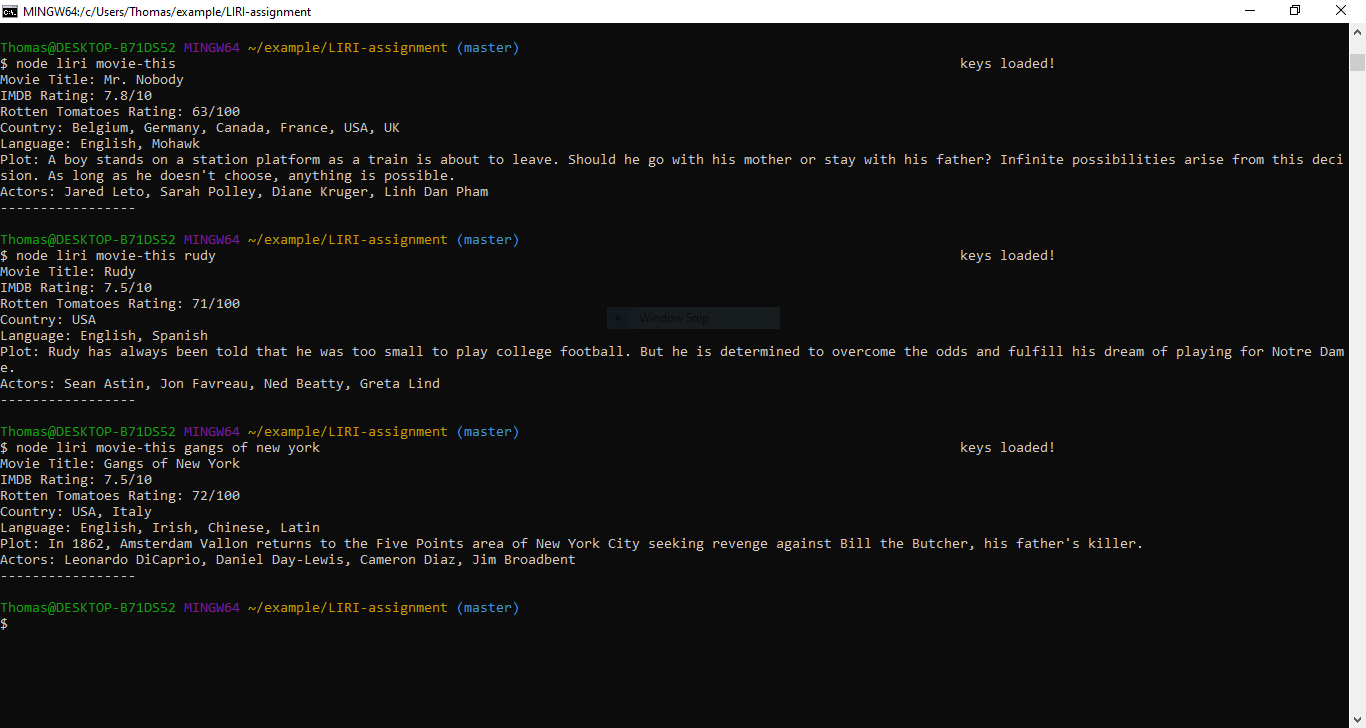 MINGW64:/c/Users/Thomas/example/LIRI-assignment
Thomas@DESKTOP-B71DS52 MINGW64 ~/example/LIRI-assignment (master)
$ node liri movie-this keys loaded!
Movie Title: Mr. Nobody
IMDB Rating: 7.8/10
Rotten Tomatoes Rating: 63/100
Country: Belgium, Germany, Canada, France, USA, UK
Language: English, Mohawk
Plot: A boy stands on a station platform as a train is about to leave. Should he go with his mother or stay with his father? Infinite possibilities arise from this deci
sion. As long as he doesn't choose, anything is possible.
Actors: Jared Leto, Sarah Polley, Diane Kruger, Linh Dan Pham
-----------------
Thomas@DESKTOP-B71DS52 MINGW64 ~/example/LIRI-assignment (master)
$ node liri movie-this rudy keys loaded!
Movie Title: Rudy
IMDB Rating: 7.5/10
Rotten Tomatoes Rating: 71/100
Country: USA
Window Snip
Language: English, Spanish
Plot: Rudy has always been told that he was too small to play college football. But he is determined to overcome the odds and fulfill his dream of playing for Notre Dam
e.
Actors: Sean Astin, Jon Favreau, Ned Beatty, Greta Lind
-----------------
Thomas@DESKTOP-B71DS52 MINGW64 ~/example/LIRI-assignment (master)
$ node liri movie-this gangs of new york keys loaded!
Movie Title: Gangs of New York
IMDB Rating: 7.5/10
Rotten Tomatoes Rating: 72/100
Country: USA, Italy
Language: English, Irish, Chinese, Latin
Plot: In 1862, Amsterdam Vallon returns to the Five Points area of New York City seeking revenge against Bill the Butcher, his father's killer.
Actors: Leonardo DiCaprio, Daniel Day-Lewis, Cameron Diaz, Jim Broadbent
-----------------
Thomas@DESKTOP-B71DS52 MINGW64 ~/example/LIRI-assignment (master)
$